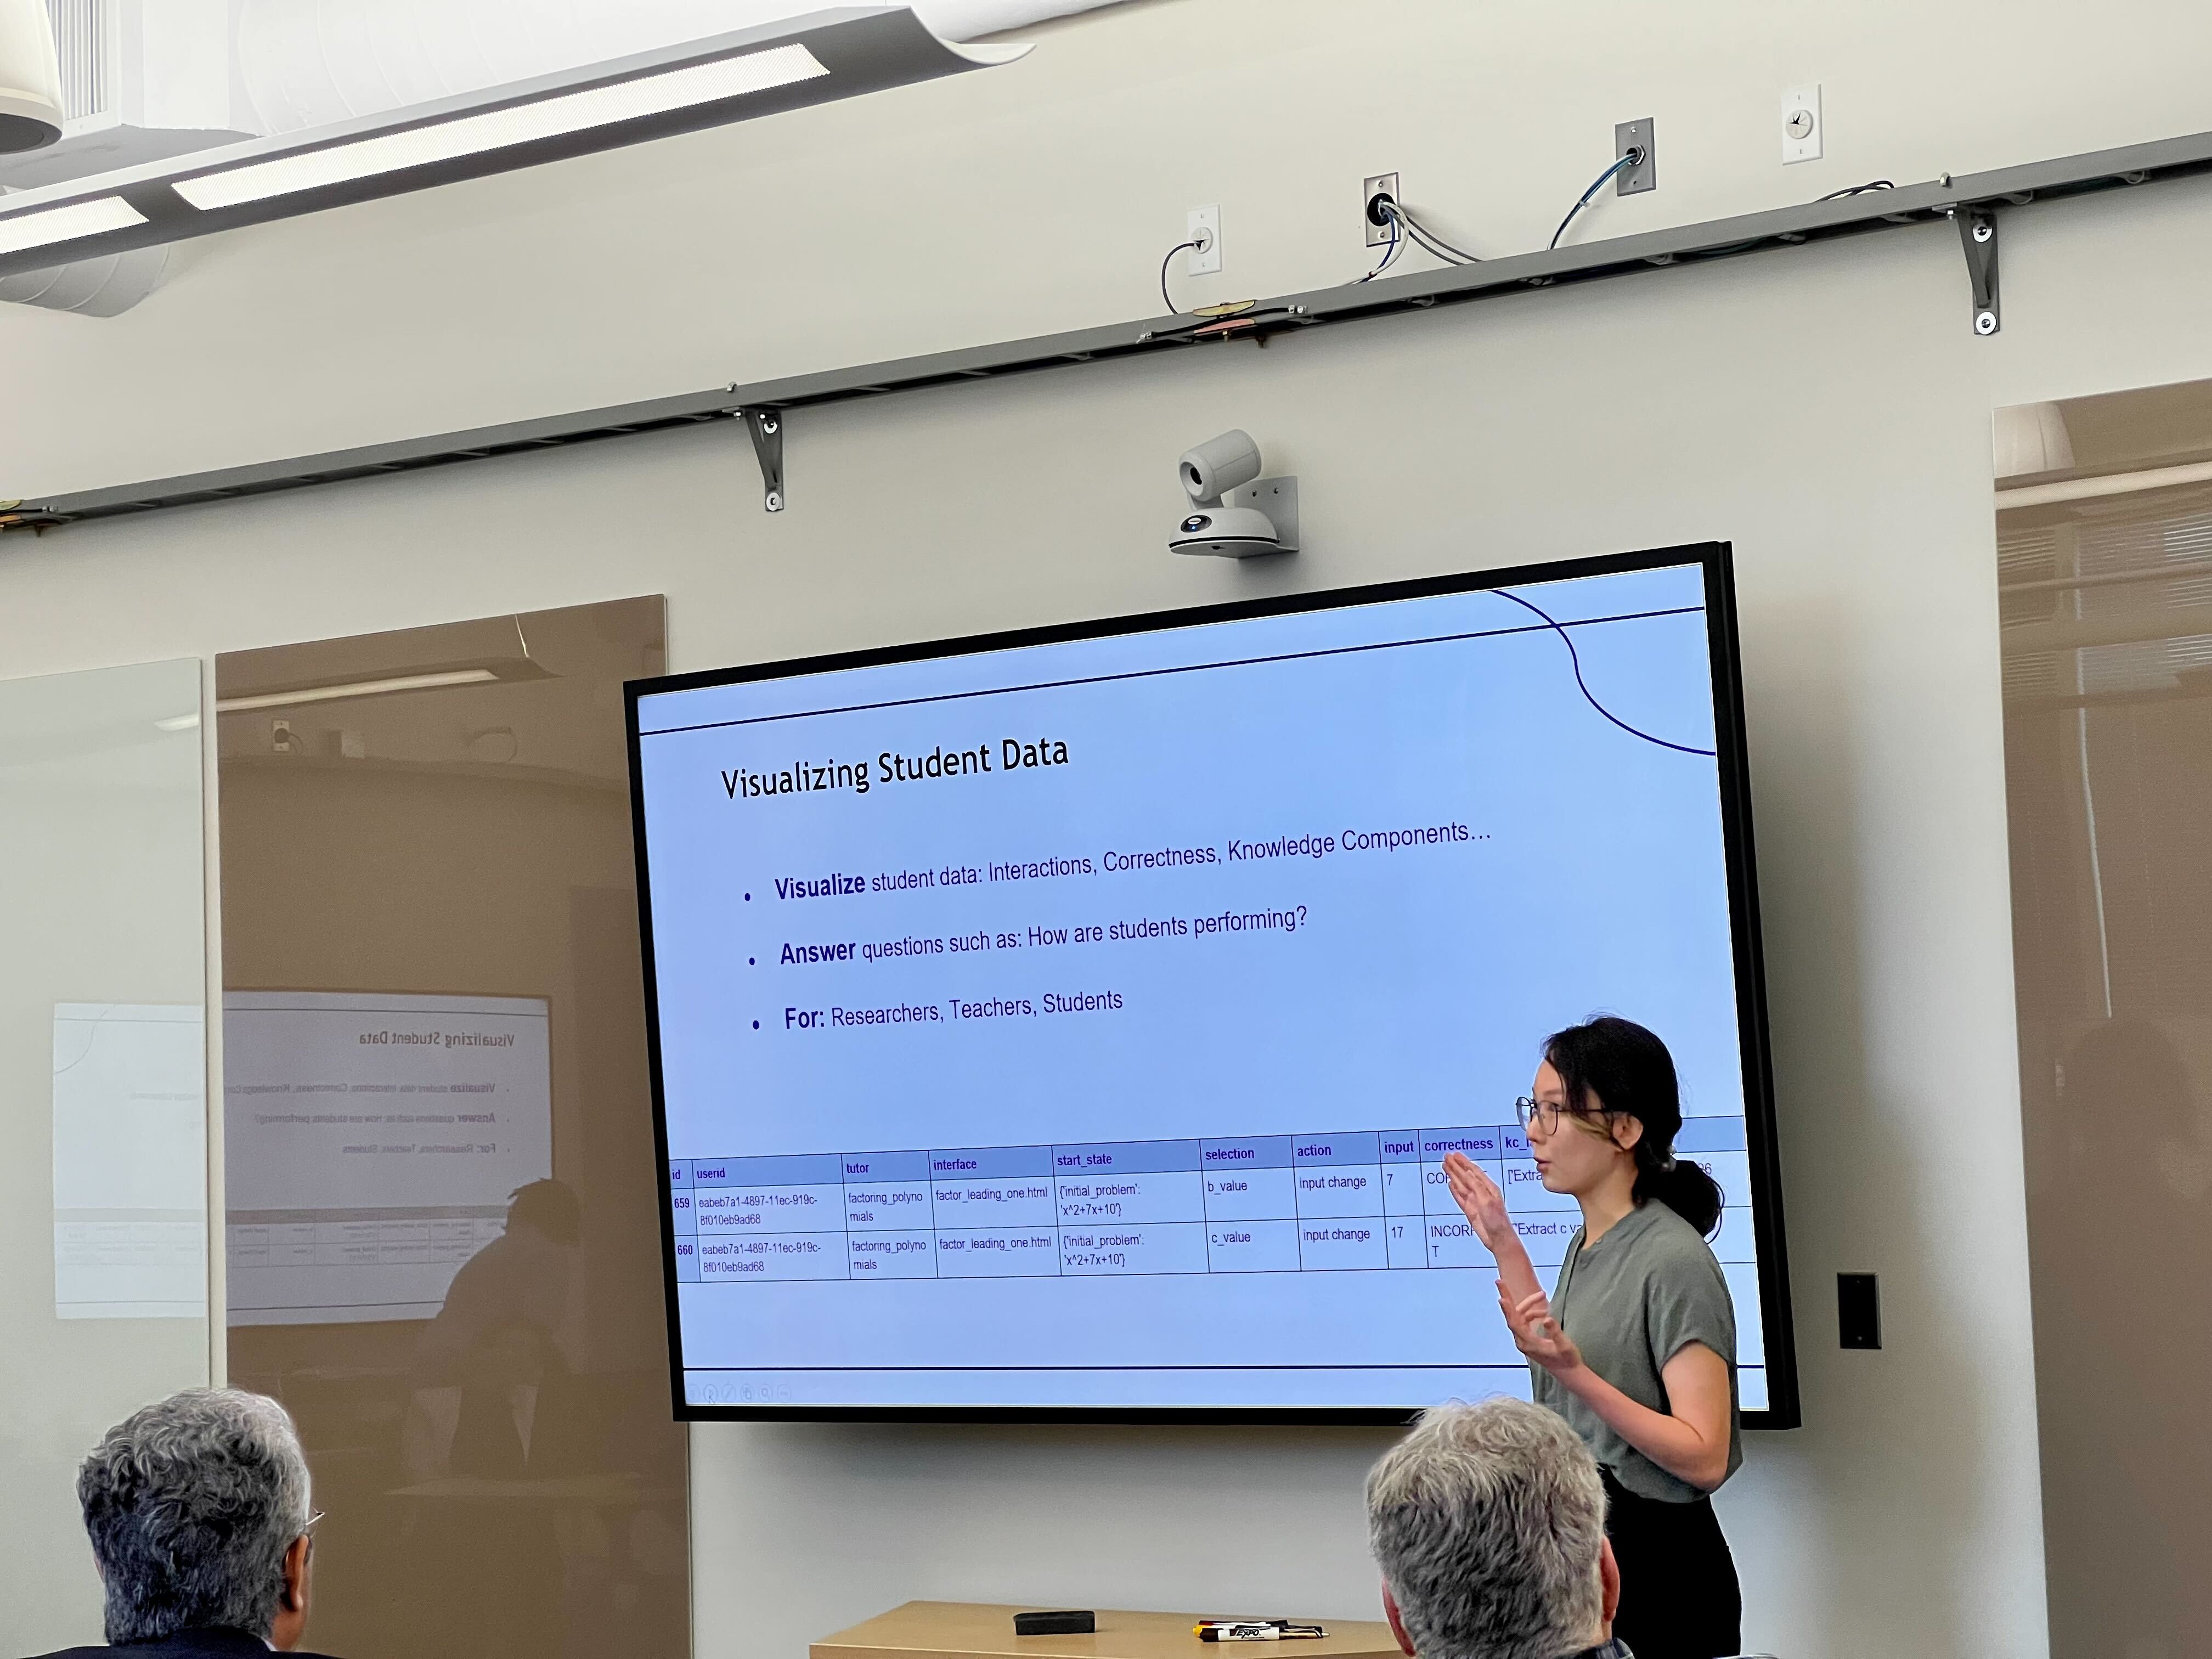 Visualizing Student Data
• Visualize student data: Interactions, Correctness, Knowledge Components...
• Answer questions such as: How are students performing?
• For: Researchers, Teachers, Students
id userid tutor interface start_state selection action input correctness
659 eabeb7a1-4897-11ec-919c- factoring_polyno factor_leading_one.html {'initial_problem': b_value input change 7
8f010eb9ad68 mials 'x^2+7x+10'}
660 eabeb7a1-4897-11ec-919c- factoring_polyno factor_leading_one.html {'initial_problem': c_value input change 17 "Extract c
8f010eb9ad68 mials 'x^2+7x+10'} T
EXPO